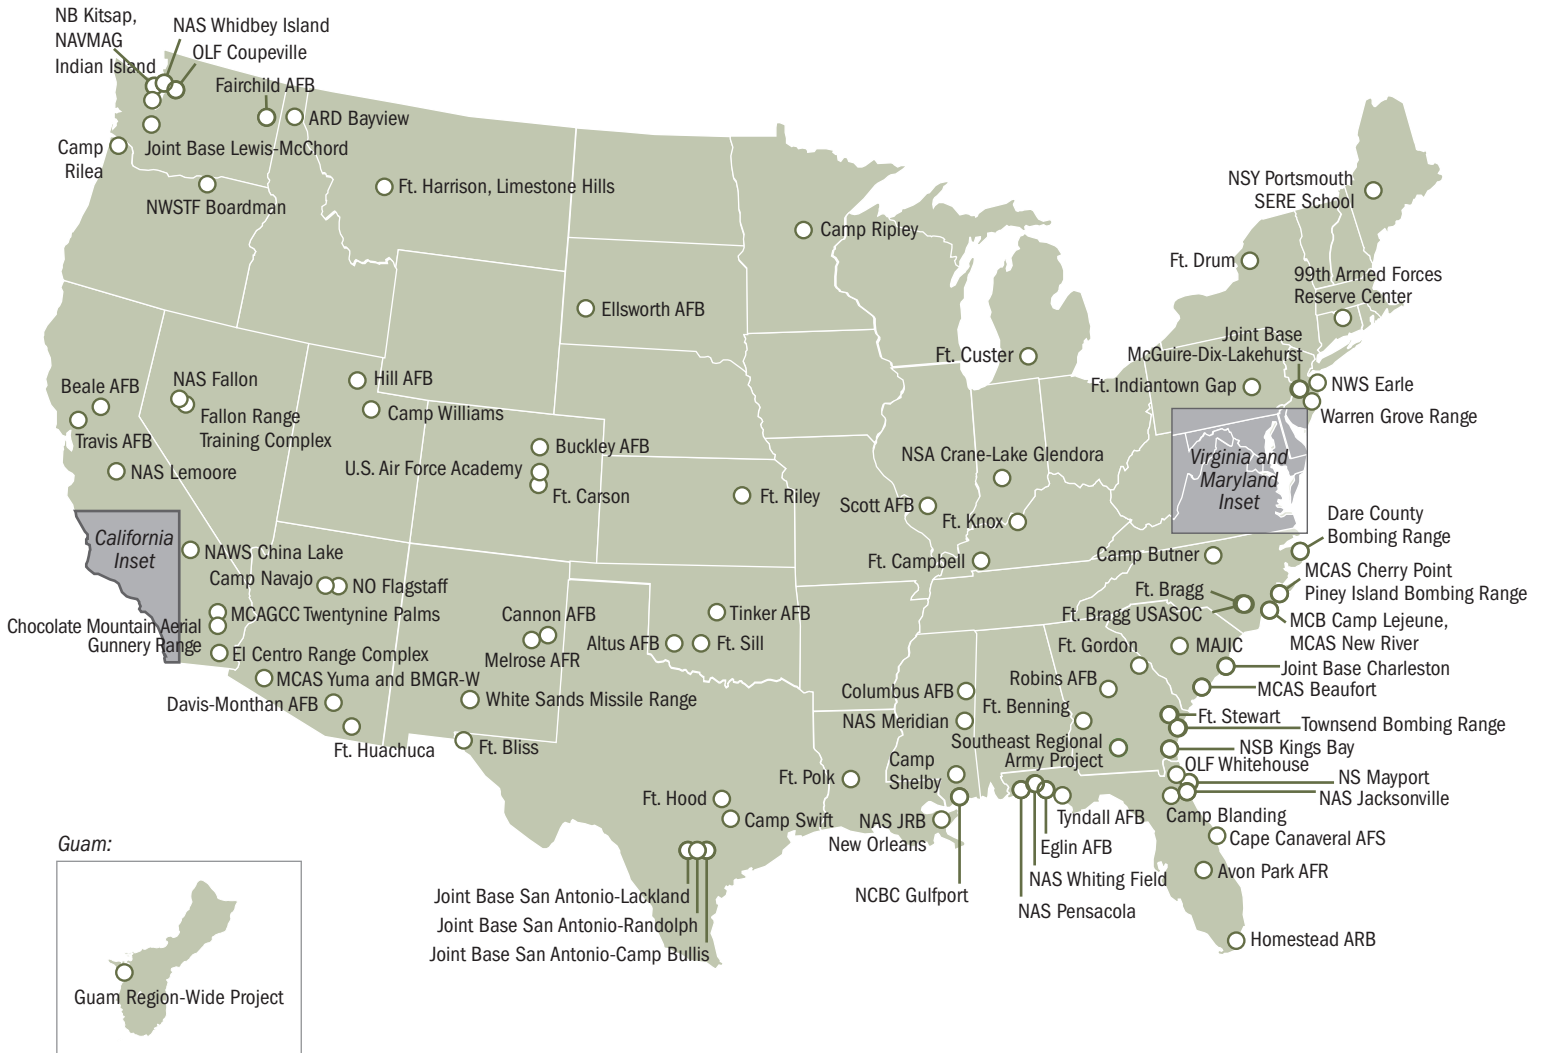 NB Kitsap,
NAVMAG
Indian Island
NAS Whidbey Island
OLF Coupeville
Fairchild AFB
ARD Bayview
Camp
Rilea
Joint Base Lewis-McChord
NWSTF Boardman
Ft. Harrison, Limestone Hills
Camp Ripley
NSY Portsmouth
SERE School
Ft. Drum
99th Armed Forces
Reserve Center
Ellsworth AFB
Joint Base
McGuire-Dix-Lakehurst
Ft. Custer
Ft. Indiantown Gap
NWS Earle
Warren Grove Range
Beale AFB
NAS Fallon
Hill AFB
Fallon Range
Training Complex
Camp Williams
Travis AFB
NAS Lemoore
Buckley AFB
U.S. Air Force Academy
Ft. Carson
Ft. Riley
NSA Crane-Lake Glendora
Scott AFB
Ft. Knox
Ft. Campbell
Virginia and
Maryland
Inset
California
Inset
NAWS China Lake
Camp Navajo
NO Flagstaff
MCAGCC Twentynine Palms
Chocolate Mountain Aerial
Gunnery Range
El Centro Range Complex
MCAS Yuma and BMGR-W
Davis-Monthan AFB
Ft. Huachuca
Cannon AFB
Melrose AFR
White Sands Missile Range
Ft. Bliss
Tinker AFB
Altus AFB
Ft. Sill
Dare County
Bombing Range
Camp Butner
MCAS Cherry Point
Piney Island Bombing Range
Ft. Bragg
Ft. Bragg USASOC
MCB Camp Lejeune,
MCAS New River
Ft. Gordon
MAJIC
Joint Base Charleston
MCAS Beaufort
Columbus AFB
Robins AFB
Ft. Benning
NAS Meridian
Ft. Stewart
Townsend Bombing Range
Southeast Regional
Army Project
NSB Kings Bay
OLF Whitehouse
NS Mayport
NAS Jacksonville
Camp
Shelby
Ft. Polk
Ft. Hood
Camp Swift
NAS JRB
New Orleans
Camp Blanding
Tyndall AFB
Cape Canaveral AFS
Eglin AFB
Avon Park AFR
NAS Whiting Field
NCBC Gulfport
NAS Pensacola
Homestead ARB
Joint Base San Antonio-Lackland
Joint Base San Antonio-Randolph
Joint Base San Antonio-Camp Bullis
Guam:
Guam Region-Wide Project